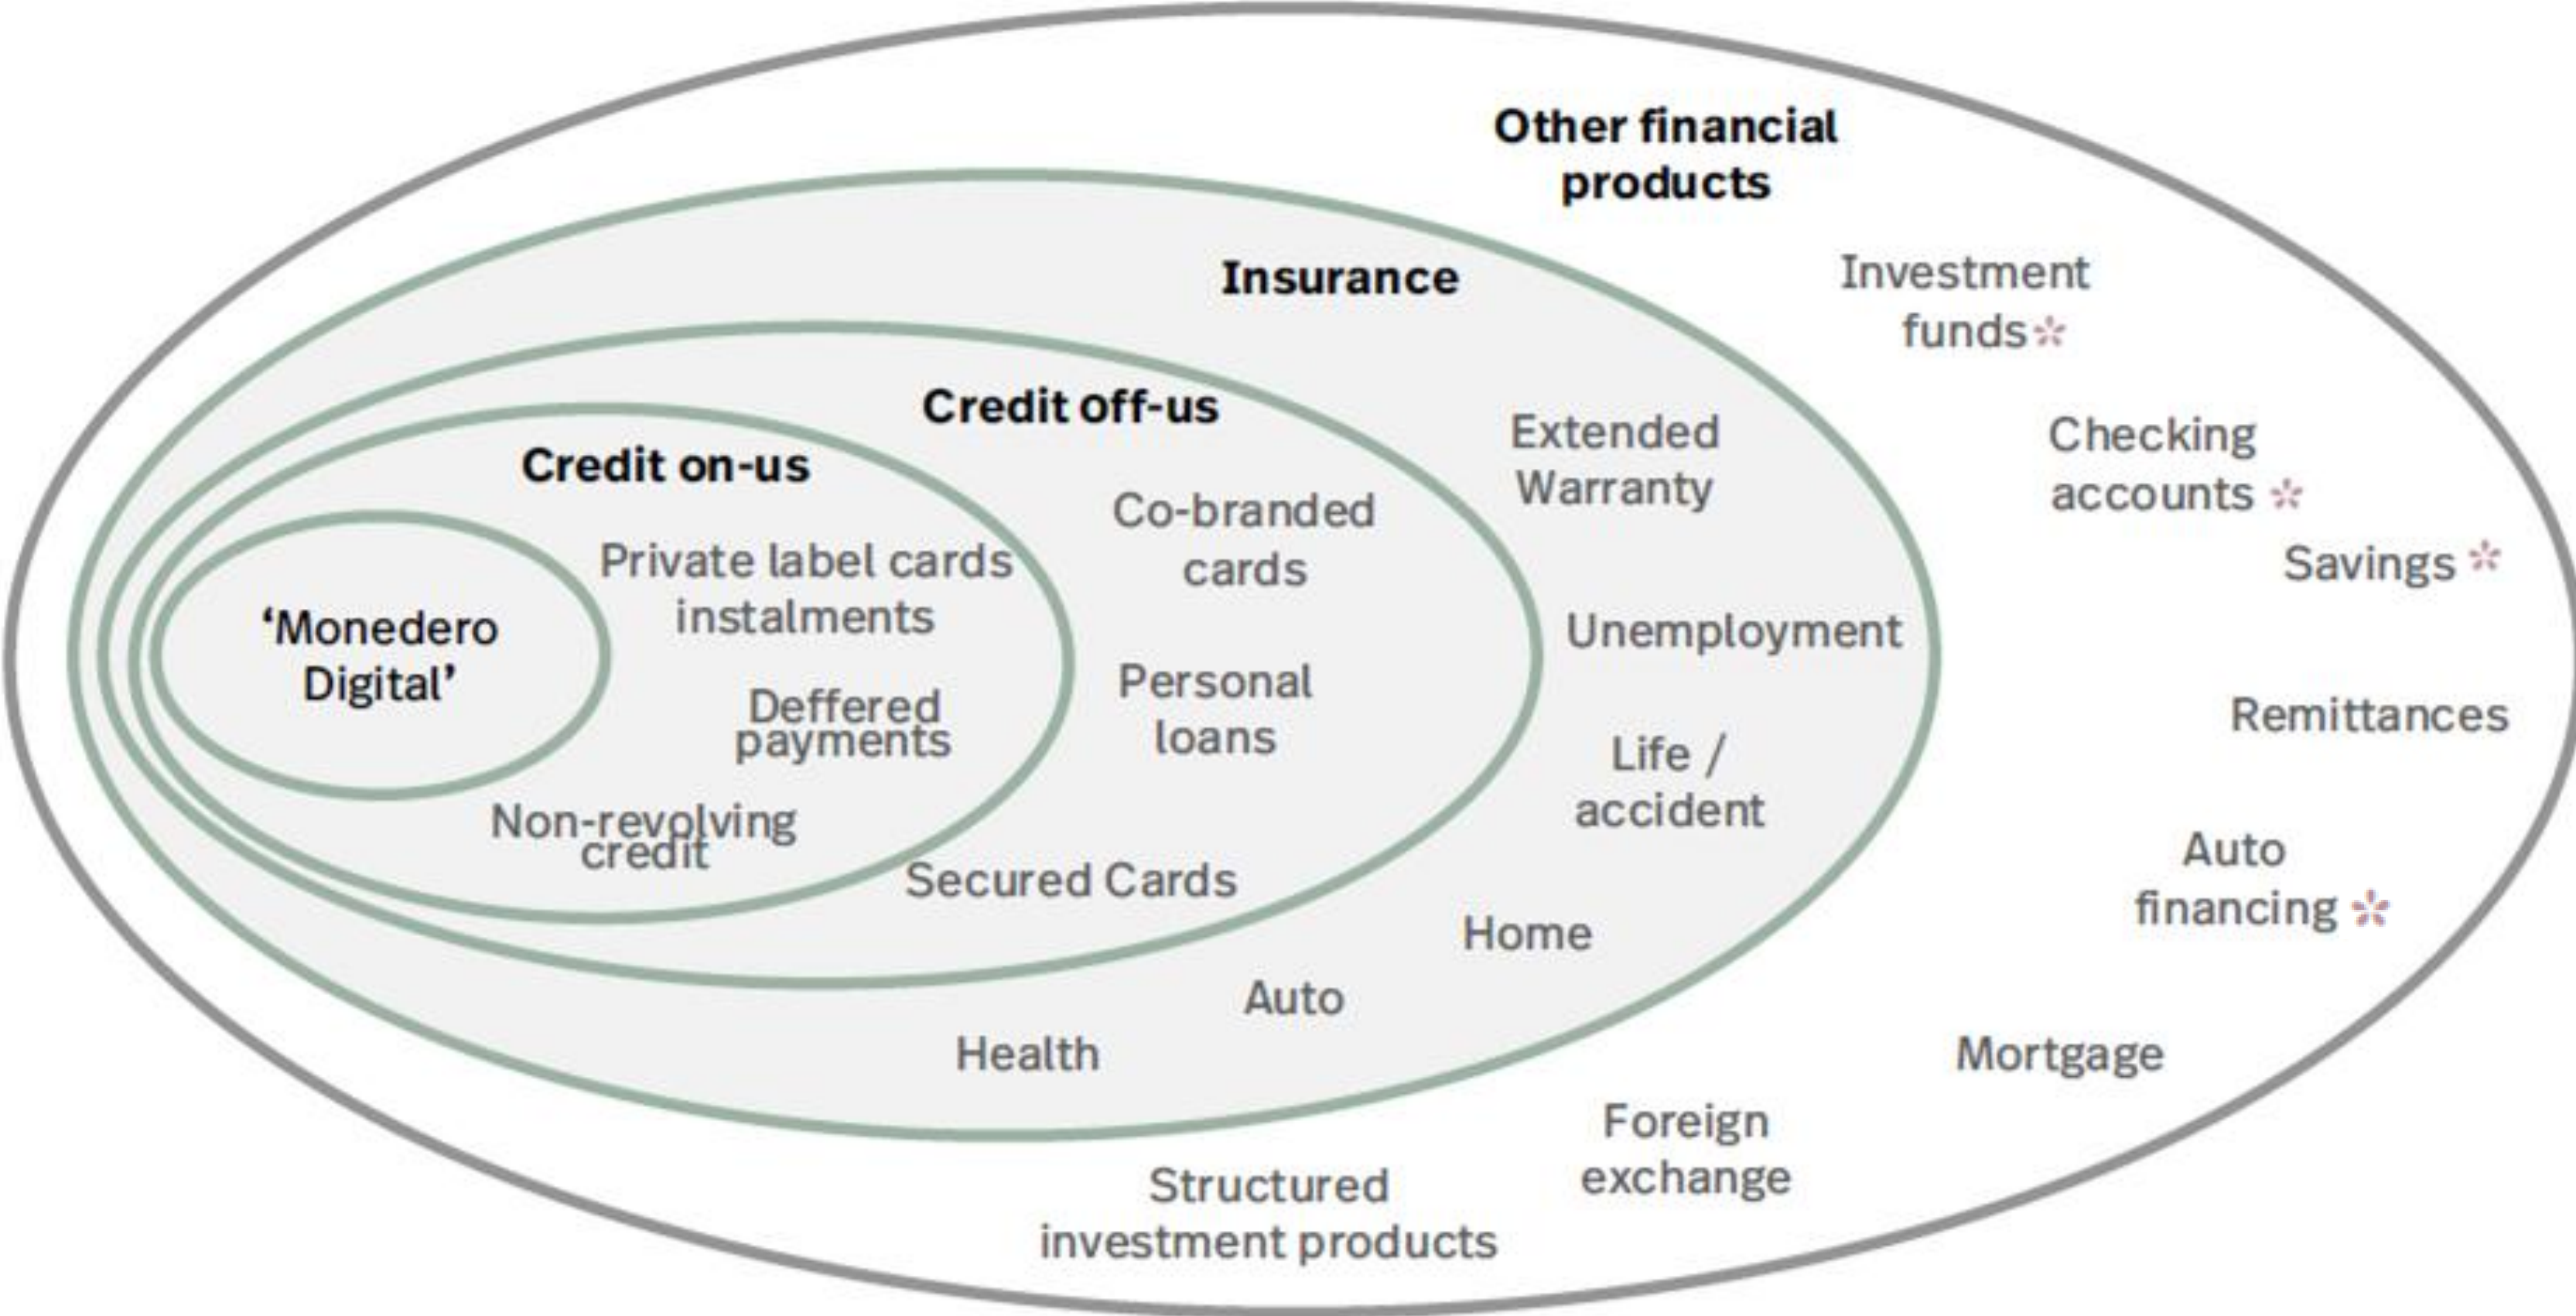 Other financial
products
Insurance
Investment
funds*
Credit off-us
Extended
Warranty
Checking
accounts *
Credit on-us
Co-branded
cards
Private label cards
instalments
Savings *
‘Monedero
Digital’
Unemployment
Personal
loans
Deffered
payments
Remittances
Life /
accident
Non-revolving
credit
Auto
financing *
Secured Cards
Home
Auto
Health
Mortgage
Foreign
exchange
Structured
investment products